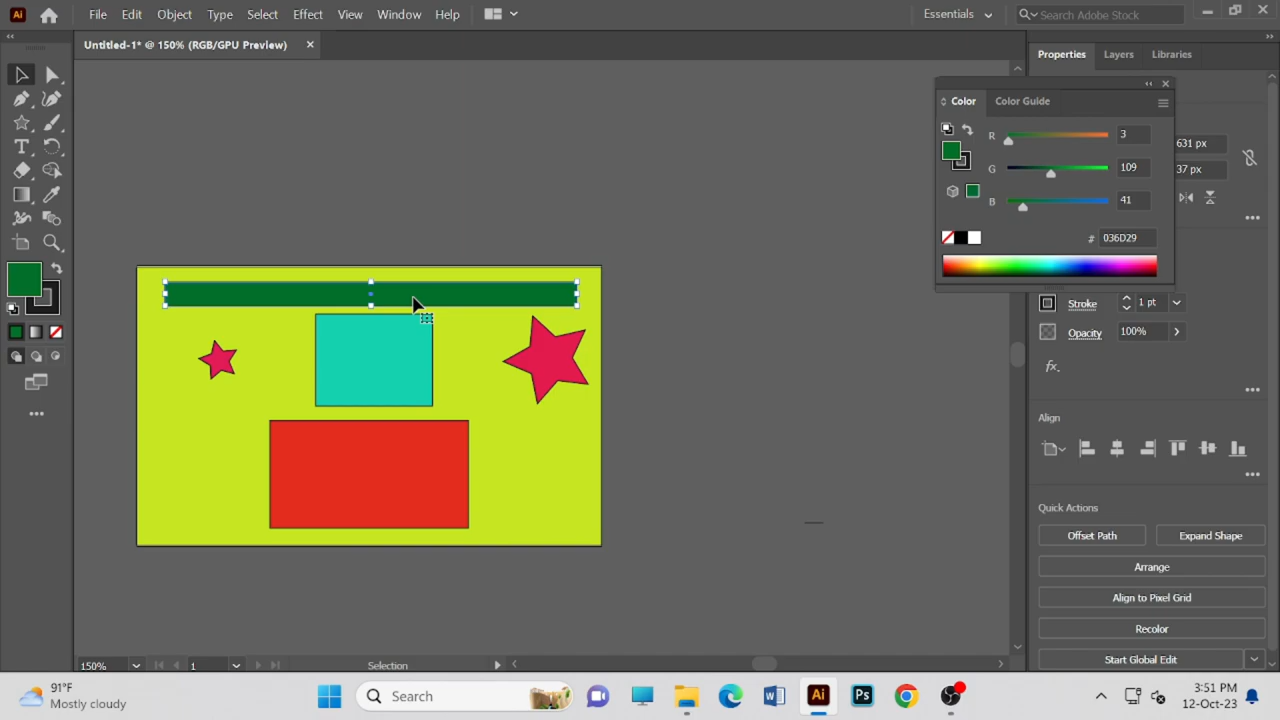 Ai File Edit Object Type Select Effect View Window Help Essentials Search Adobe Stock
Untitled-1* @ 150% (RGB/GPU Preview)
Properties Layers Libraries
Color Color Guide
R 3
631 px
G 109
37 px
B 41
# 036D29
Stroke 1 pt
Opacity 100%
fx.
Align
Quick Actions
Offset Path Expand Shape
Arrange
Align to Pixel Grid
Recolor
Start Global Edit
150% 1 Selection
91°F
Mostly cloudy
Search
W
Ai
Ps
3:51 PM
12-Oct-23